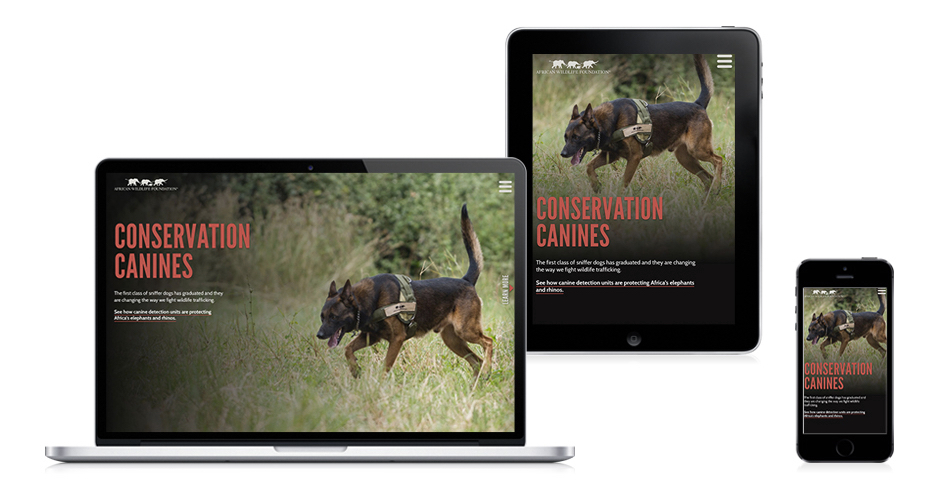 AFRICAN WILDLIFE FOUNDATION®
CONSERVATION
CANINES
The first class of sniffer dogs has graduated and they
are changing the way we fight wildlife trafficking.
See how canine detection units are protecting
Africa's elephants and rhinos.
LEARN MORE
AFRICAN WILDLIFE FOUNDATION®
CONSERVATION
CANINES
The first class of sniffer dogs has graduated and they are changing
the way we fight wildlife trafficking.
See how canine detection units are protecting Africa's elephants
and rhinos.
CONSERVATION
CANINES
The first class of sniffer dogs has graduated and
they are changing the way we fight wildlife
trafficking.
See how canine detection units are protecting
Africa's elephants and rhinos.